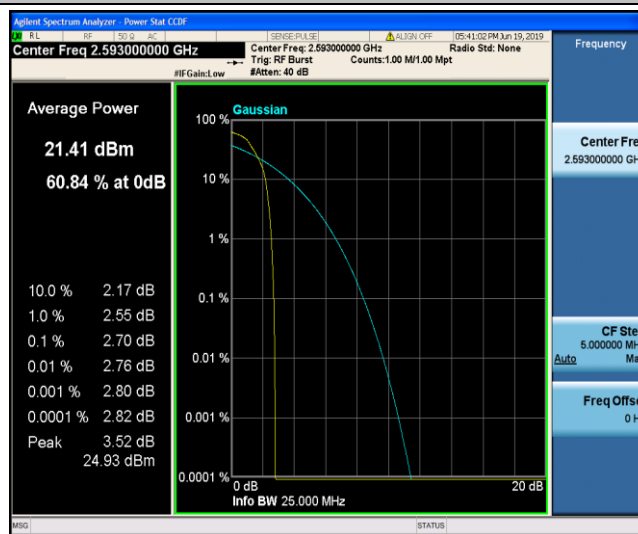 Agilent Spectrum Analyzer - Power Stat CCDF
RL RF 50 Ω AC SENSE:PULSE ALIGN OFF 05:41:02 PM Jun 19, 2019
Center Freq 2.593000000 GHz
Center Freq: 2.593000000 GHz Radio Std: None
Trig: RF Burst Counts:1.00 M/1.00 Mpt
#IFGain:Low #Atten: 40 dB
Frequency
Average Power
21.41 dBm
60.84 % at 0dB
10.0 % 2.17 dB
1.0 % 2.55 dB
0.1 % 2.70 dB
0.01 % 2.76 dB
0.001 % 2.80 dB
0.0001 % 2.82 dB
Peak 3.52 dB
24.93 dBm
Gaussian
100 %
10 %
1 %
0.1 %
0.01 %
0.001 %
0.0001 %
0 dB 20 dB
Info BW 25.000 MHz
Center Fre
2.593000000 GH
CF Ste
5.000000 MH
Auto Ma
Freq Offse
0 H
MSG STATUS